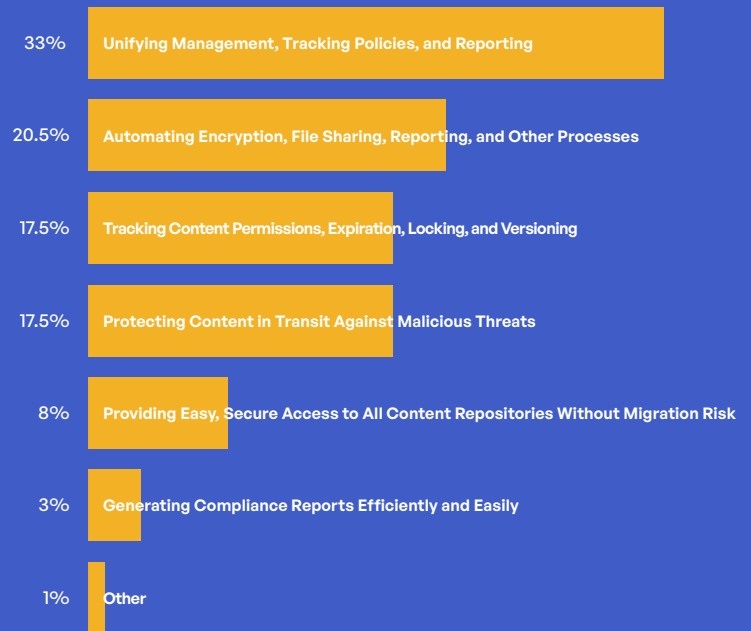 33% Unifying Management, Tracking Policies, and Reporting
20.5% Automating Encryption, File Sharing, Reporting, and Other Processes
17.5% Tracking Content Permissions, Expiration, Locking, and Versioning
17.5% Protecting Content in Transit Against Malicious Threats
8% Providing Easy, Secure Access to All Content Repositories Without Migration Risk
3% Generating Compliance Reports Efficiently and Easily
1% Other